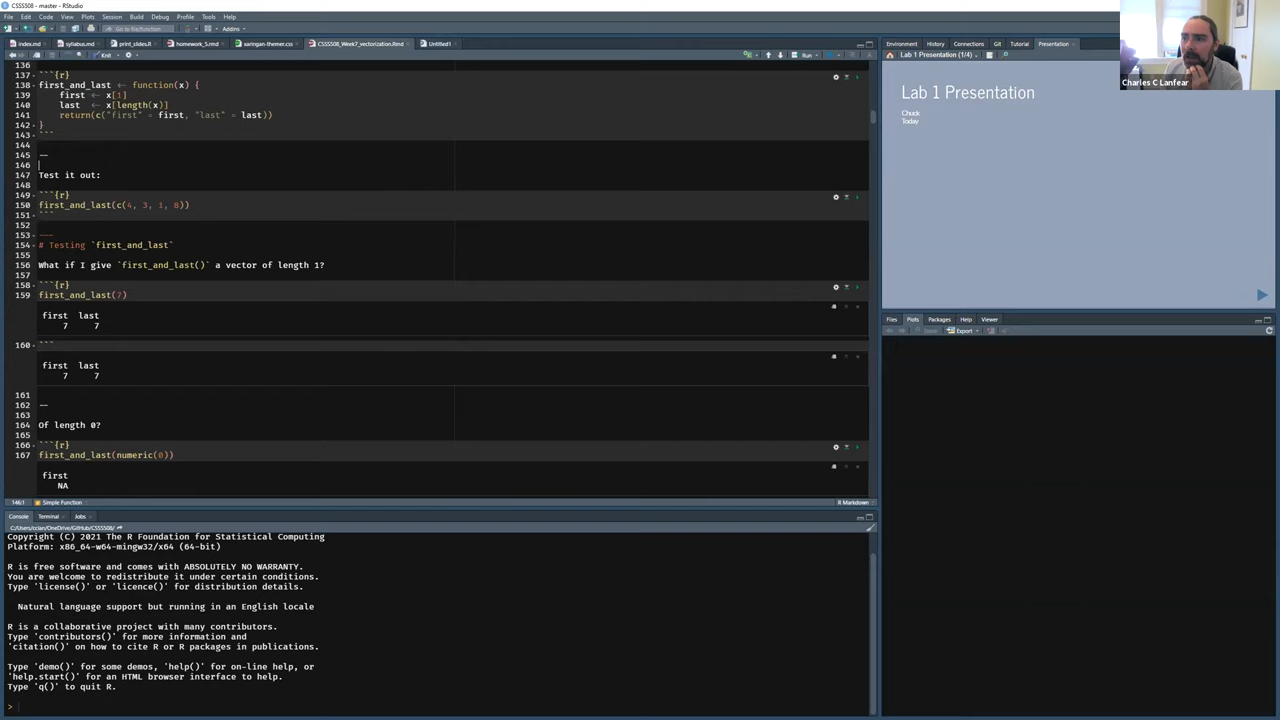 CSSS508 - master - RStudio
File Edit Code View Plots Session Build Debug Profile Tools Help
Go to file/function Addins
index.md syllabus.md print_slides.R homework_5.rmd xaringan-themer.css CSSS508_Week7_vectorization.Rmd Untitled1
Knit Run
136
137 ```{r}
138 first_and_last <- function(x) {
139 first <- x[1]
140 last <- x[length(x)]
141 return(c("first" = first, "last" = last))
142 }
143 ```
144
145 --
146
147 Test it out:
148
149 ```{r}
150 first_and_last(c(4, 3, 1, 8))
151 ```
152
153 ---
154 # Testing `first_and_last`
155
156 What if I give `first_and_last()` a vector of length 1?
157
158 ```{r}
159 first_and_last(7)
first last
7 7
160 ```
first last
7 7
161
162 --
163
164 Of length 0?
165
166 ```{r}
167 first_and_last(numeric(0))
first
NA
146:1 Simple Function R Markdown
Console Terminal Jobs
C:/Users/cclan/OneDrive/GitHub/CSSS508/
Copyright (C) 2021 The R Foundation for Statistical Computing
Platform: x86_64-w64-mingw32/x64 (64-bit)
R is free software and comes with ABSOLUTELY NO WARRANTY.
You are welcome to redistribute it under certain conditions.
Type 'license()' or 'licence()' for distribution details.
Natural language support but running in an English locale
R is a collaborative project with many contributors.
Type 'contributors()' for more information and
'citation()' on how to cite R or R packages in publications.
Type 'demo()' for some demos, 'help()' for on-line help, or
'help.start()' for an HTML browser interface to help.
Type 'q()' to quit R.
>
Environment History Connections Git Tutorial Presentation
Lab 1 Presentation (1/4)
Lab 1 Presentation
Chuck
Today
Files Plots Packages Help Viewer
Export
Charles C Lanfear